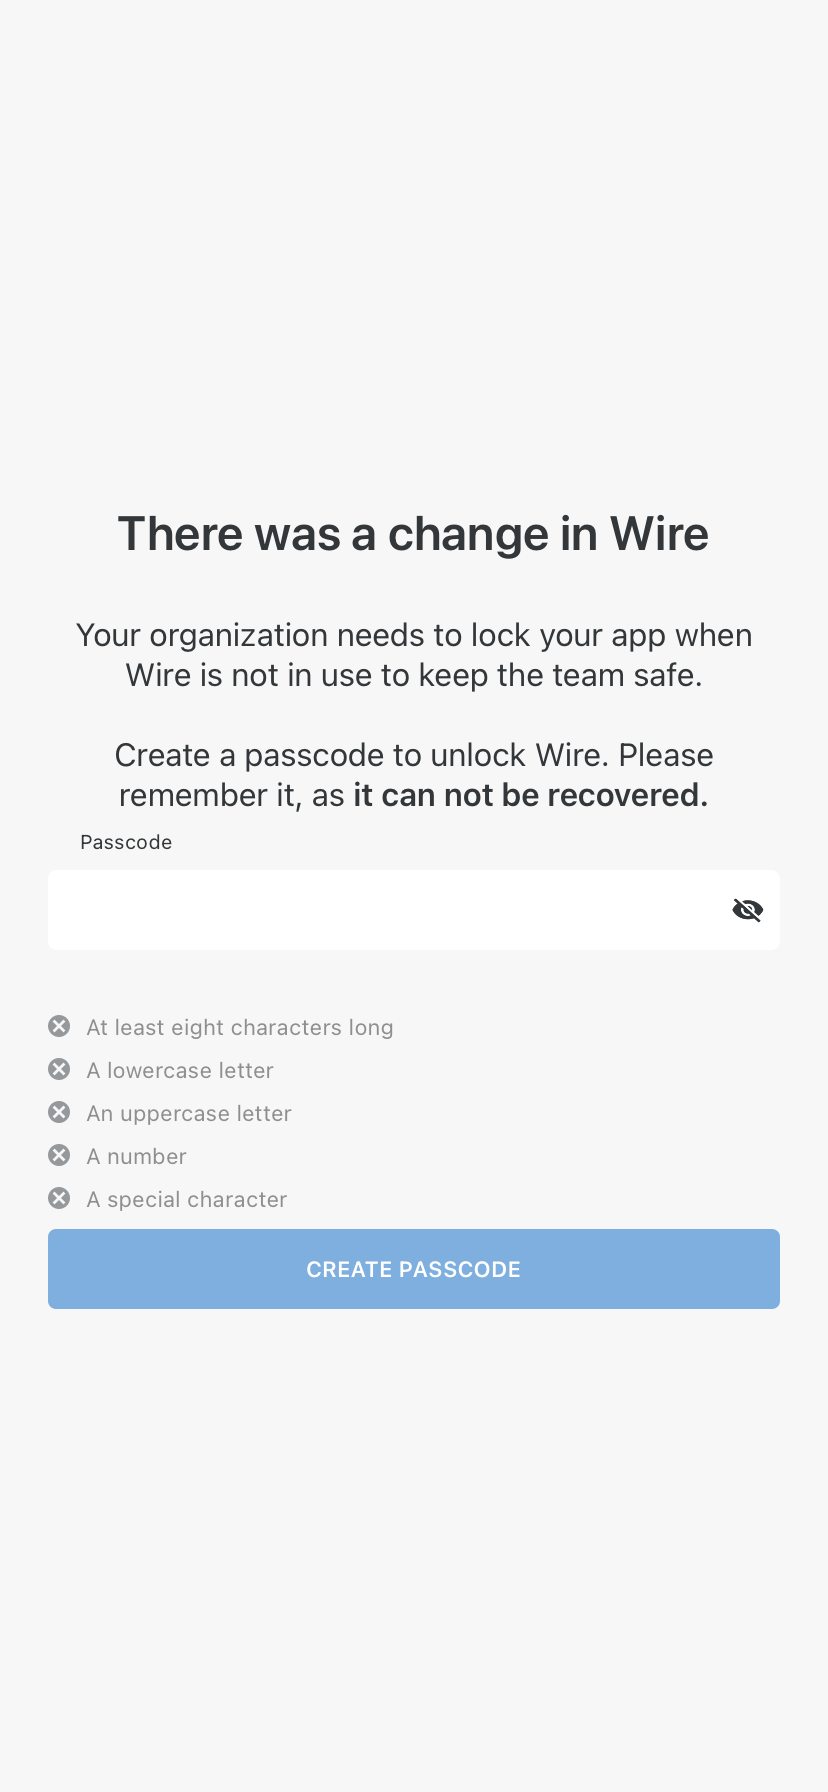 There was a change in Wire
Your organization needs to lock your app when
Wire is not in use to keep the team safe.
Create a passcode to unlock Wire. Please
remember it, as it can not be recovered.
Passcode
At least eight characters long
A lowercase letter
An uppercase letter
A number
A special character
CREATE PASSCODE